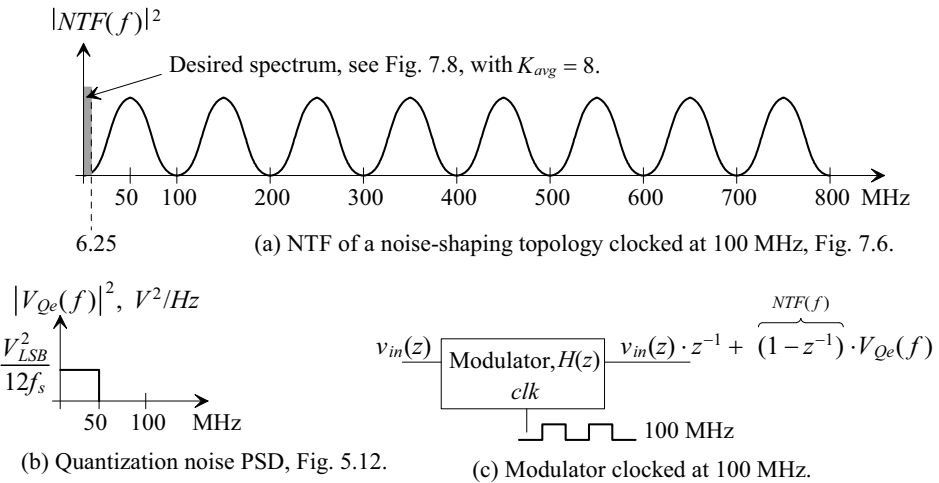 |NTF(f)|²
Desired spectrum, see Fig. 7.8, with K_avg = 8.
50 100 200 300 400 500 600 700 800 MHz
6.25
(a) NTF of a noise-shaping topology clocked at 100 MHz, Fig. 7.6.
|V_Qe(f)|², V²/Hz
V²_LSB
12f_s
50 100 MHz
(b) Quantization noise PSD, Fig. 5.12.
NTF(f)
v_in(z)
Modulator, H(z)
clk
v_in(z) · z⁻¹ + (1 – z⁻¹) · V_Qe(f)
100 MHz
(c) Modulator clocked at 100 MHz.